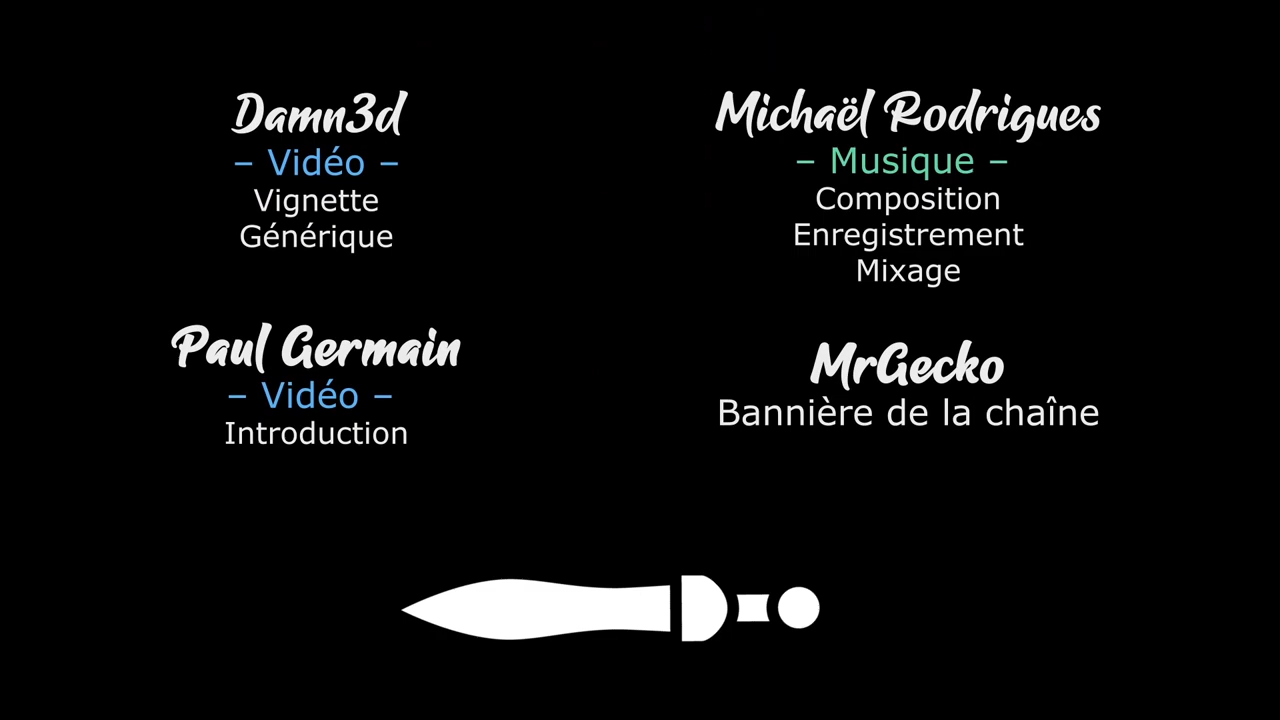 Damn3d
– Vidéo –
Vignette
Générique
Michaël Rodrigues
– Musique –
Composition
Enregistrement
Mixage
Paul Germain
– Vidéo –
Introduction
MrGecko
Bannière de la chaîne